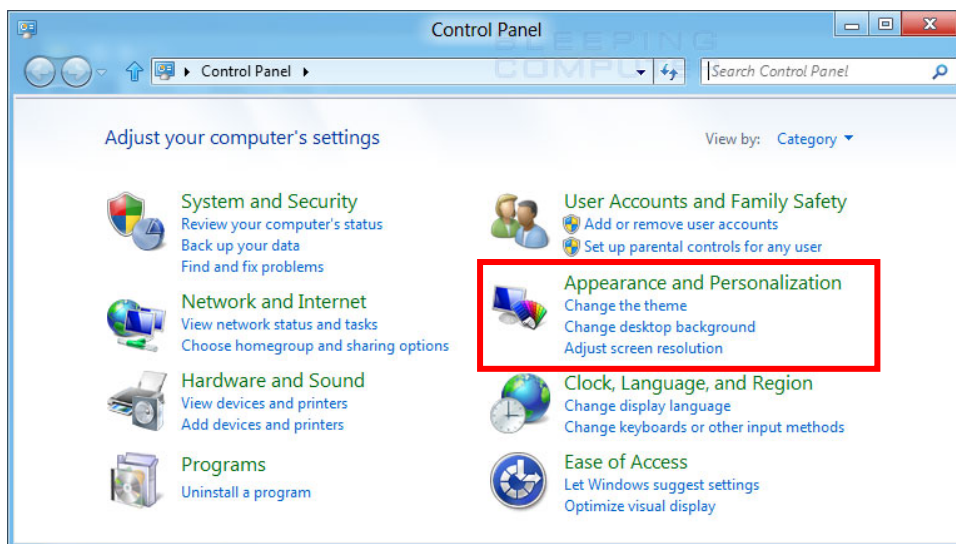 Control Panel
BLEEPING
COMPUTER
Control Panel
Search Control Panel
Adjust your computer's settings
View by: Category
System and Security
Review your computer's status
Back up your data
Find and fix problems
Network and Internet
View network status and tasks
Choose homegroup and sharing options
Hardware and Sound
View devices and printers
Add devices and printers
Programs
Uninstall a program
User Accounts and Family Safety
Add or remove user accounts
Set up parental controls for any user
Appearance and Personalization
Change the theme
Change desktop background
Adjust screen resolution
Clock, Language, and Region
Change display language
Change keyboards or other input methods
Ease of Access
Let Windows suggest settings
Optimize visual display